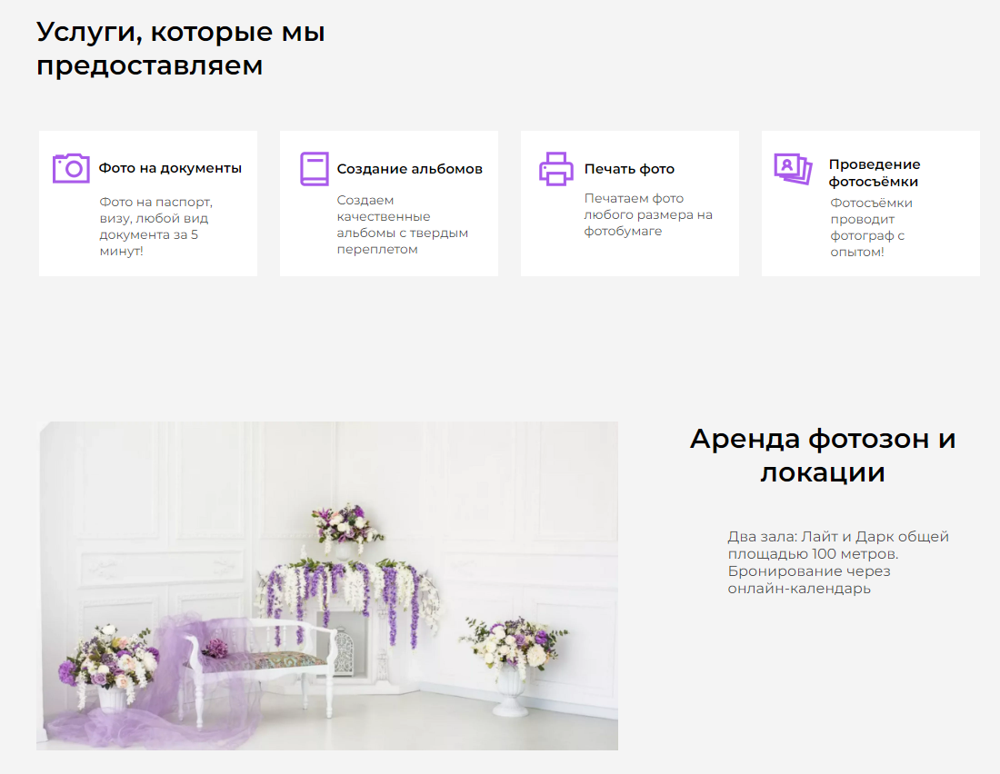 Услуги, которые мы
предоставляем
Фото на документы
Фото на паспорт,
визу, любой вид
документа за 5
минут!
Создание альбомов
Создаем
качественные
альбомы с твердым
переплетом
Печать фото
Печатаем фото
любого размера на
фотобумаге
Проведение
фотосъёмки
Фотосъёмки
проводит
фотограф с
опытом!
Аренда фотозон и
локации
Два зала: Лайт и Дарк общей
площадью 100 метров.
Бронирование через
онлайн-календарь